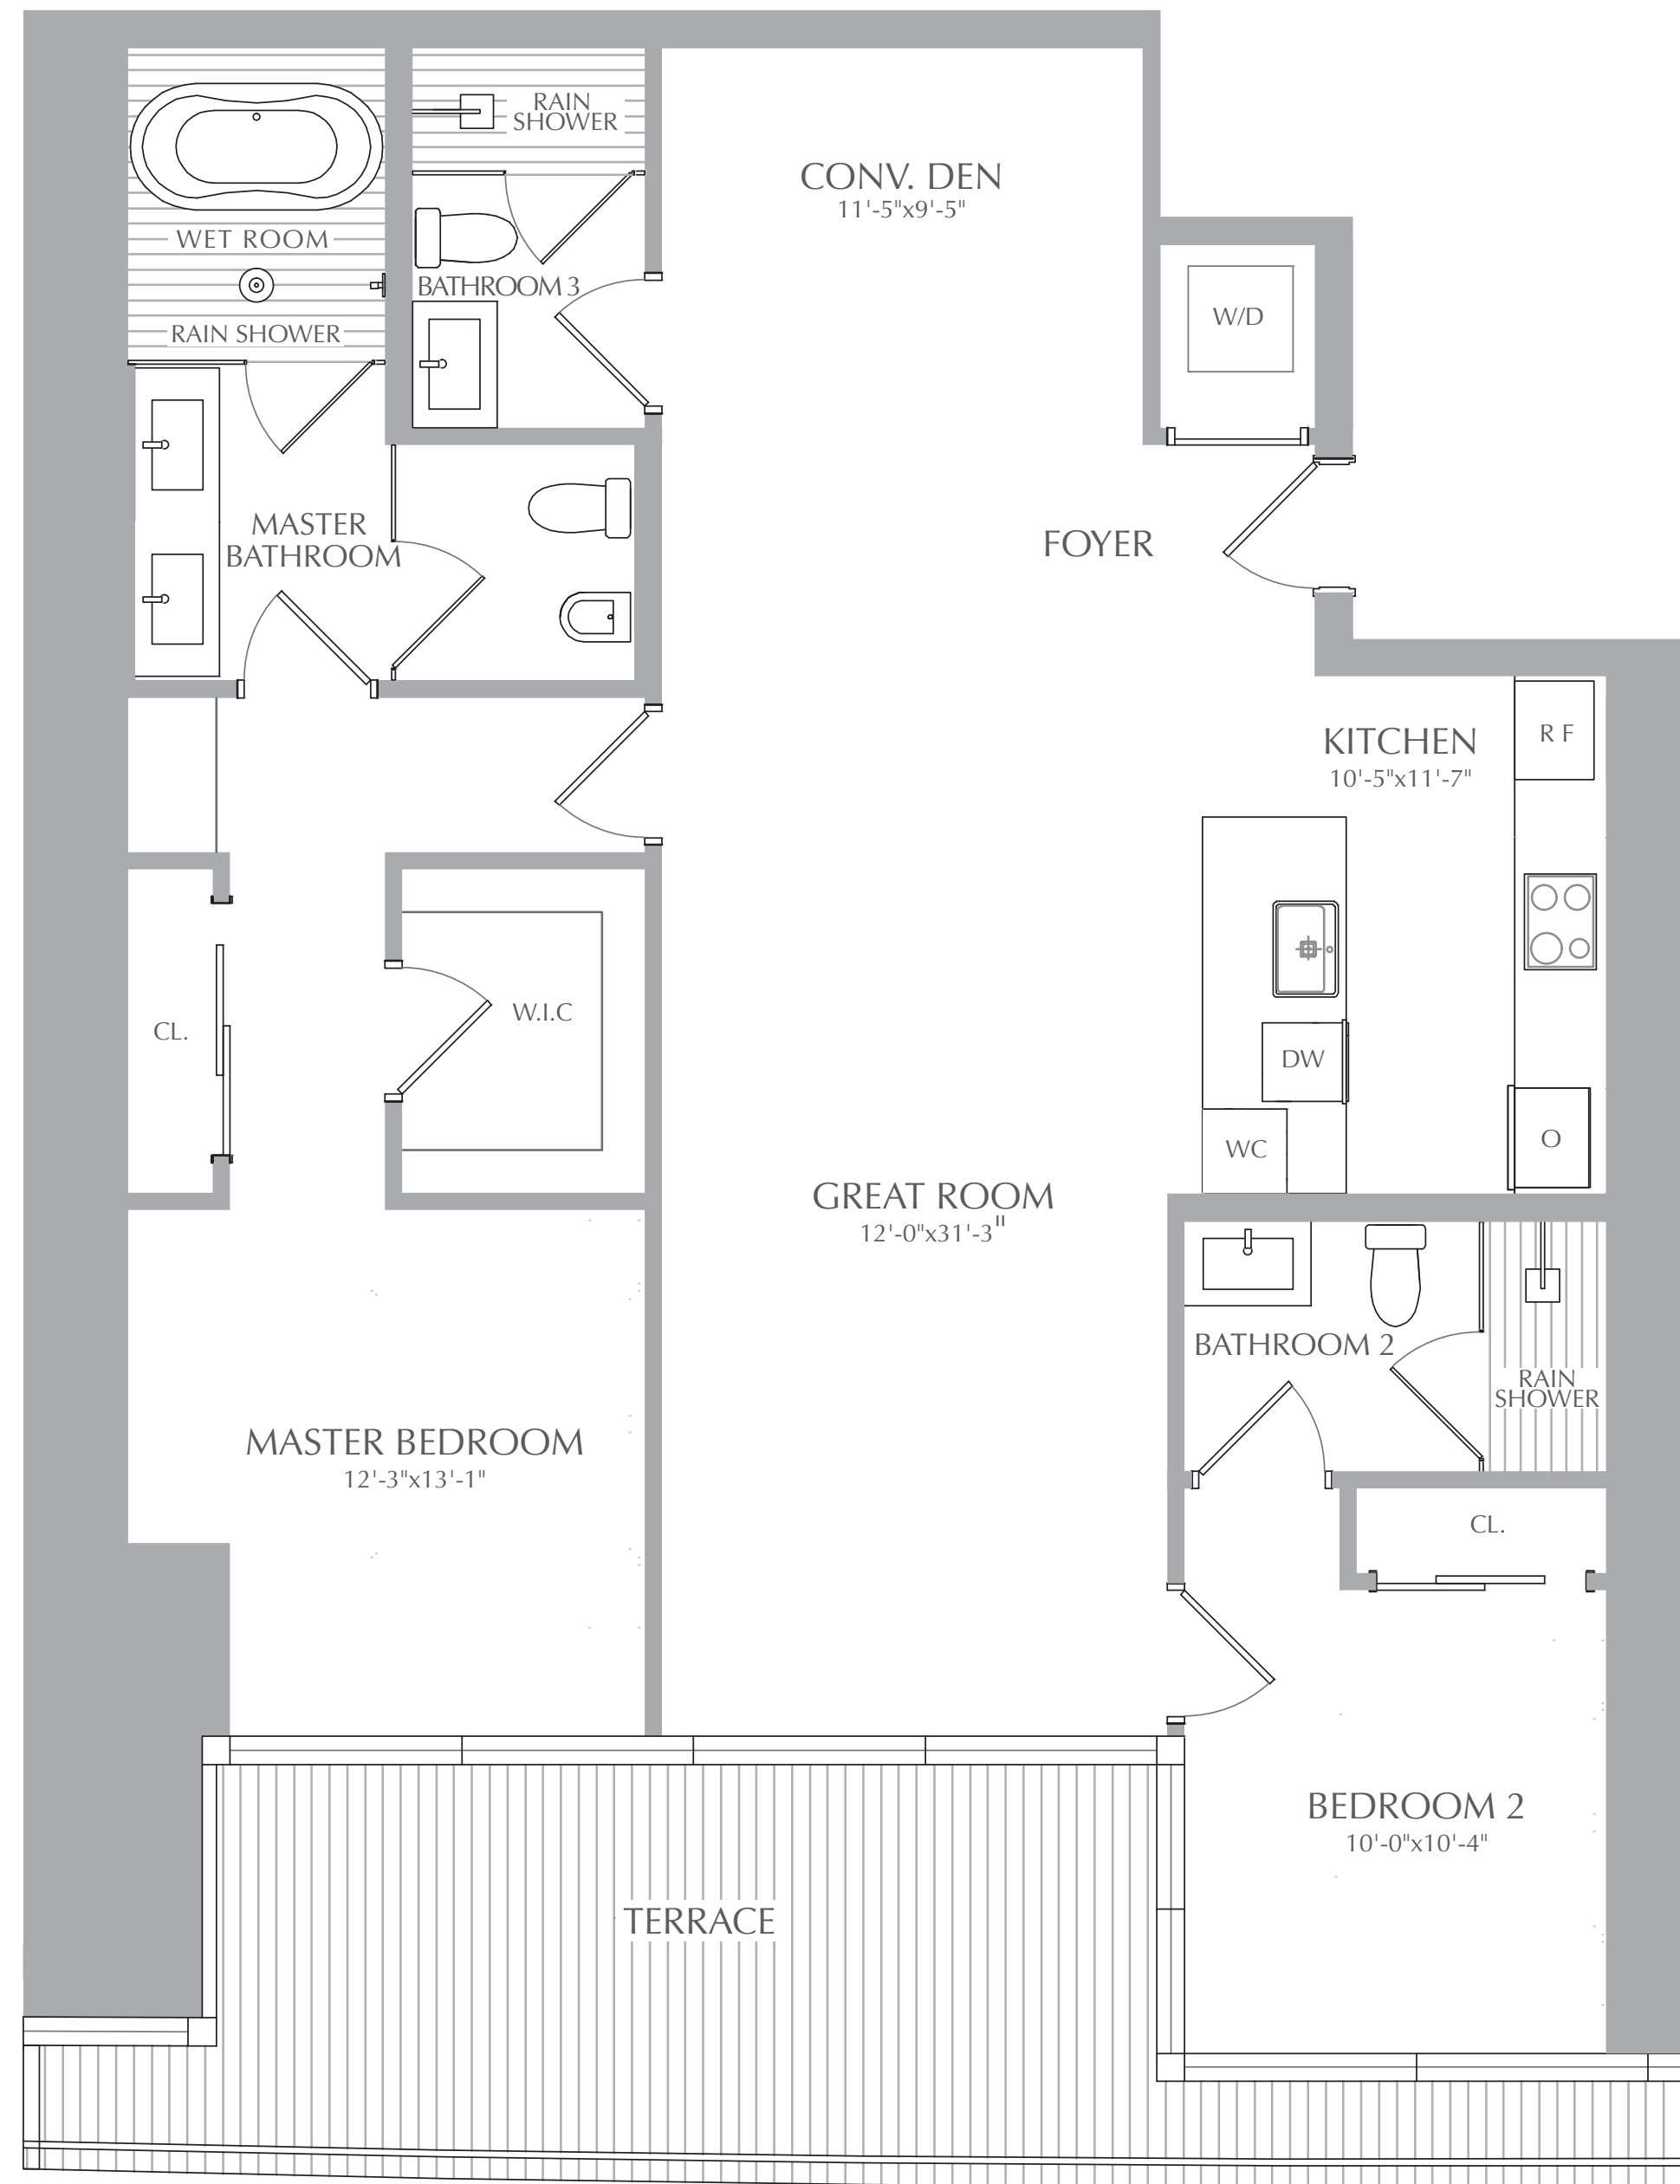 RAIN
SHOWER
CONV. DEN
11'-5"x9'-5"
WET ROOM
BATHROOM 3
W/D
RAIN SHOWER
MASTER
BATHROOM
FOYER
KITCHEN
10'-5"x11'-7"
R F
W.I.C
CL.
DW
WC
O
GREAT ROOM
12'-0"x31'-3"
BATHROOM 2
RAIN
SHOWER
MASTER BEDROOM
12'-3"x13'-1"
CL.
BEDROOM 2
10'-0"x10'-4"
TERRACE